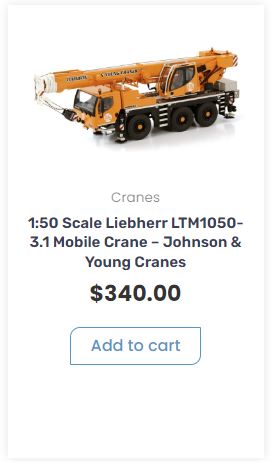 Cranes
1:50 Scale Liebherr LTM1050-
3.1 Mobile Crane – Johnson &
Young Cranes
$340.00
Add to cart